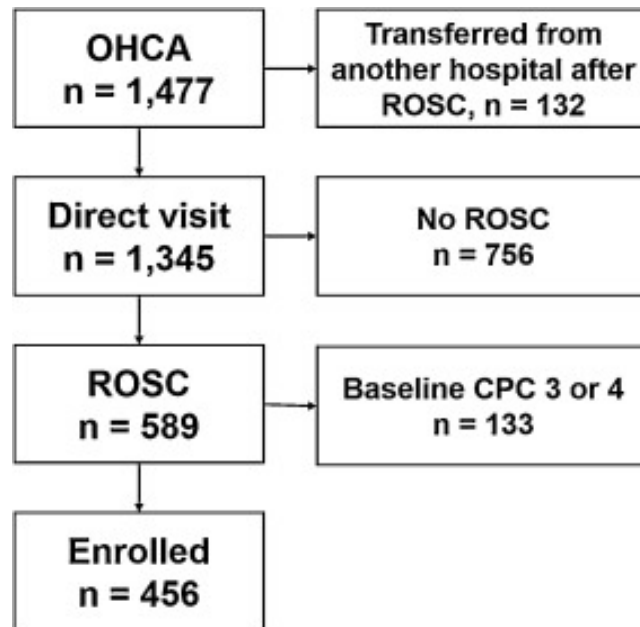 OHCA
n = 1,477
Transferred from
another hospital after
ROSC, n = 132
Direct visit
n = 1,345
No ROSC
n = 756
ROSC
n = 589
Baseline CPC 3 or 4
n = 133
Enrolled
n = 456